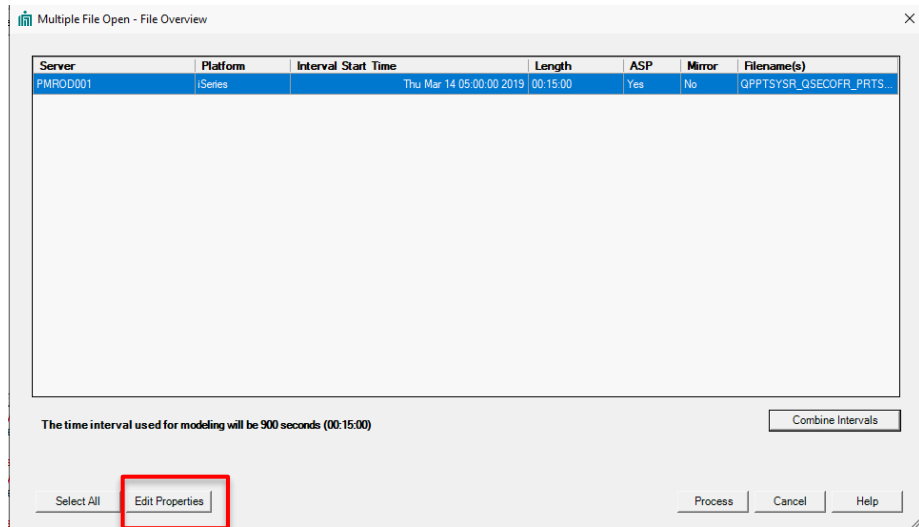 Multiple File Open - File Overview
Server Platform Interval Start Time Length ASP Mirror Filename(s)
PMROD001 iSeries Thu Mar 14 05:00:00 2019 00:15:00 Yes No QPPTSYSR_QSECOFR_PRTS...
The time interval used for modeling will be 900 seconds (00:15:00)
Combine Intervals
Select All Edit Properties Process Cancel Help